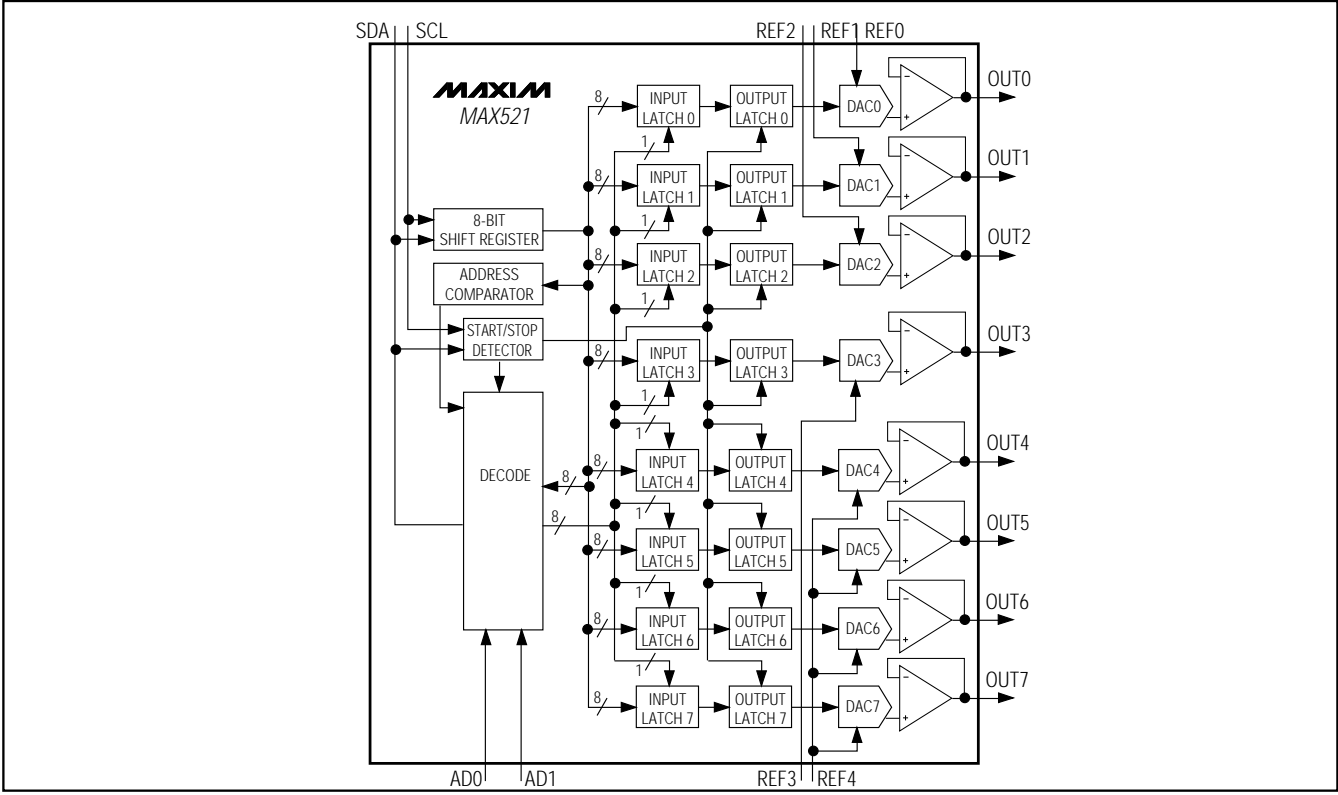 SDA SCL REF2 REF1 REF0
MAXIM
MAX521
8 INPUT LATCH 0 OUTPUT LATCH 0 DAC0 - + OUT0
1
8 INPUT LATCH 1 OUTPUT LATCH 1 DAC1 - + OUT1
1
8-BIT
SHIFT REGISTER
8 INPUT LATCH 2 OUTPUT LATCH 2 DAC2 - + OUT2
1
ADDRESS
COMPARATOR
START/STOP
DETECTOR
8 INPUT LATCH 3 OUTPUT LATCH 3 DAC3 - + OUT3
1
1
8 INPUT LATCH 4 OUTPUT LATCH 4 DAC4 - + OUT4
DECODE 8
8
1
8 INPUT LATCH 5 OUTPUT LATCH 5 DAC5 - + OUT5
1
8 INPUT LATCH 6 OUTPUT LATCH 6 DAC6 - + OUT6
1
8 INPUT LATCH 7 OUTPUT LATCH 7 DAC7 - + OUT7
AD0 AD1 REF3 REF4